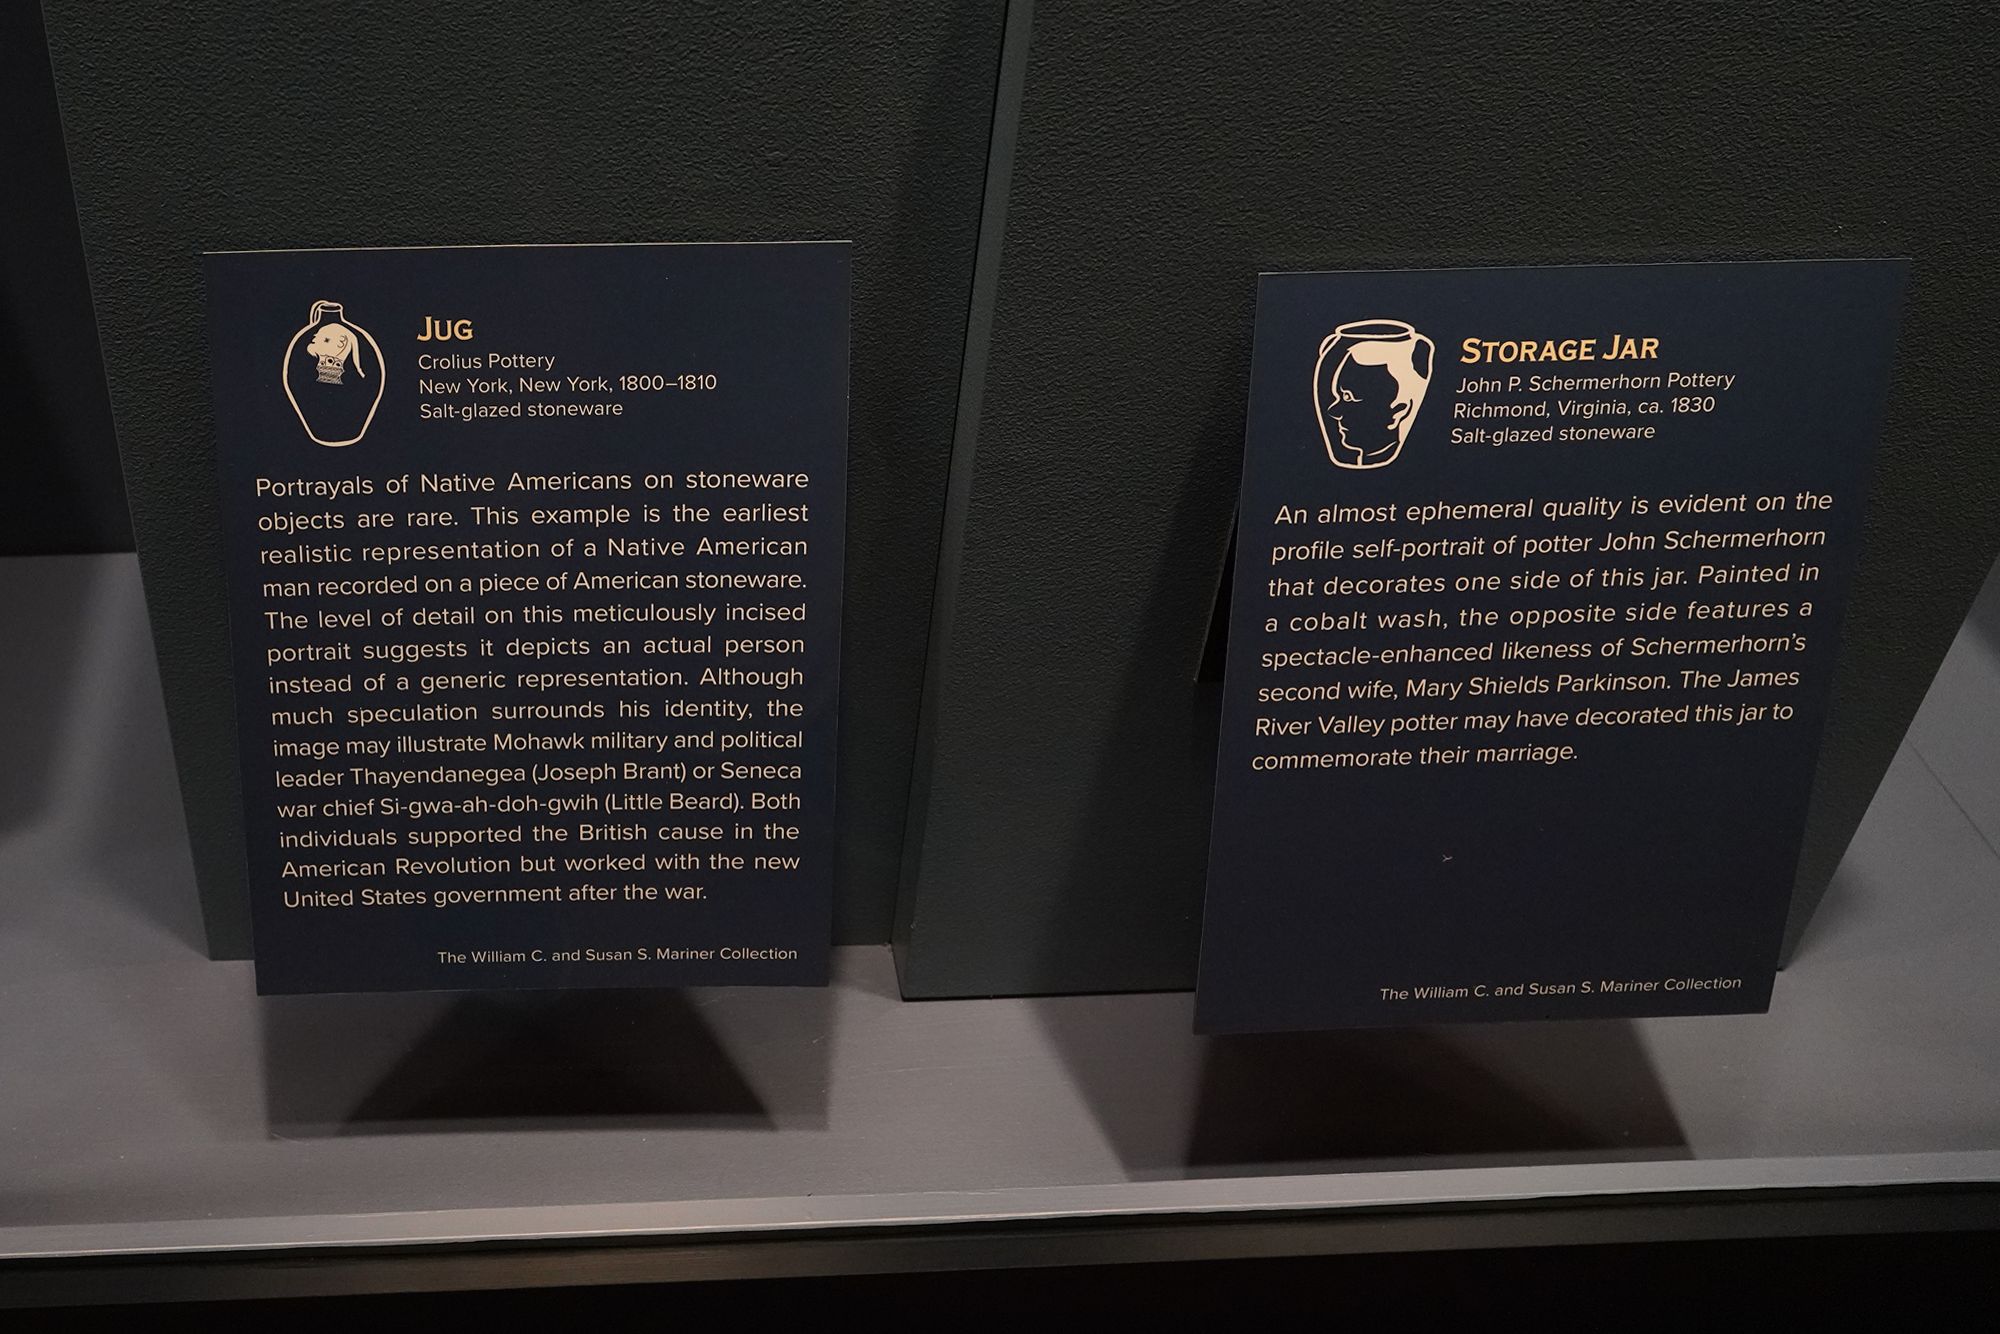 JUG
Crolius Pottery
New York, New York, 1800–1810
Salt-glazed stoneware
Portrayals of Native Americans on stoneware
objects are rare. This example is the earliest
realistic representation of a Native American
man recorded on a piece of American stoneware.
The level of detail on this meticulously incised
portrait suggests it depicts an actual person
instead of a generic representation. Although
much speculation surrounds his identity, the
image may illustrate Mohawk military and political
leader Thayendanegea (Joseph Brant) or Seneca
war chief Si-gwa-ah-doh-gwih (Little Beard). Both
individuals supported the British cause in the
American Revolution but worked with the new
United States government after the war.
The William C. and Susan S. Mariner Collection
STORAGE JAR
John P. Schermerhorn Pottery
Richmond, Virginia, ca. 1830
Salt-glazed stoneware
An almost ephemeral quality is evident on the
profile self-portrait of potter John Schermerhorn
that decorates one side of this jar. Painted in
a cobalt wash, the opposite side features a
spectacle-enhanced likeness of Schermerhorn's
second wife, Mary Shields Parkinson. The James
River Valley potter may have decorated this jar to
commemorate their marriage.
The William C. and Susan S. Mariner Collection